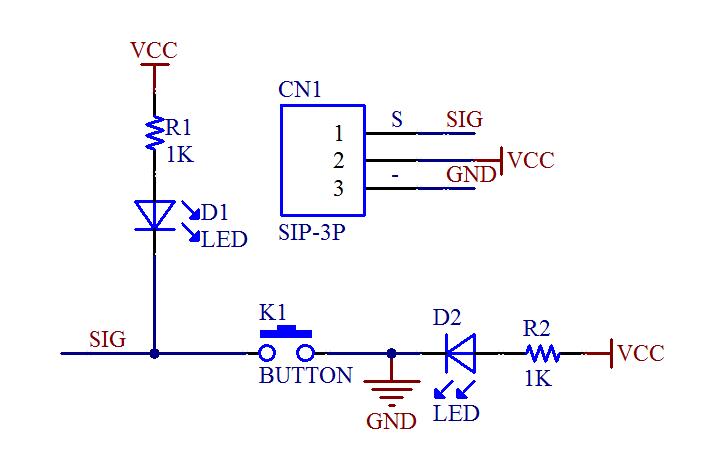 VCC
R1
1K
D1
LED
CN1
1 S SIG
2 VCC
3 - GND
SIP-3P
SIG
K1
BUTTON
GND
D2
LED
R2
1K
VCC